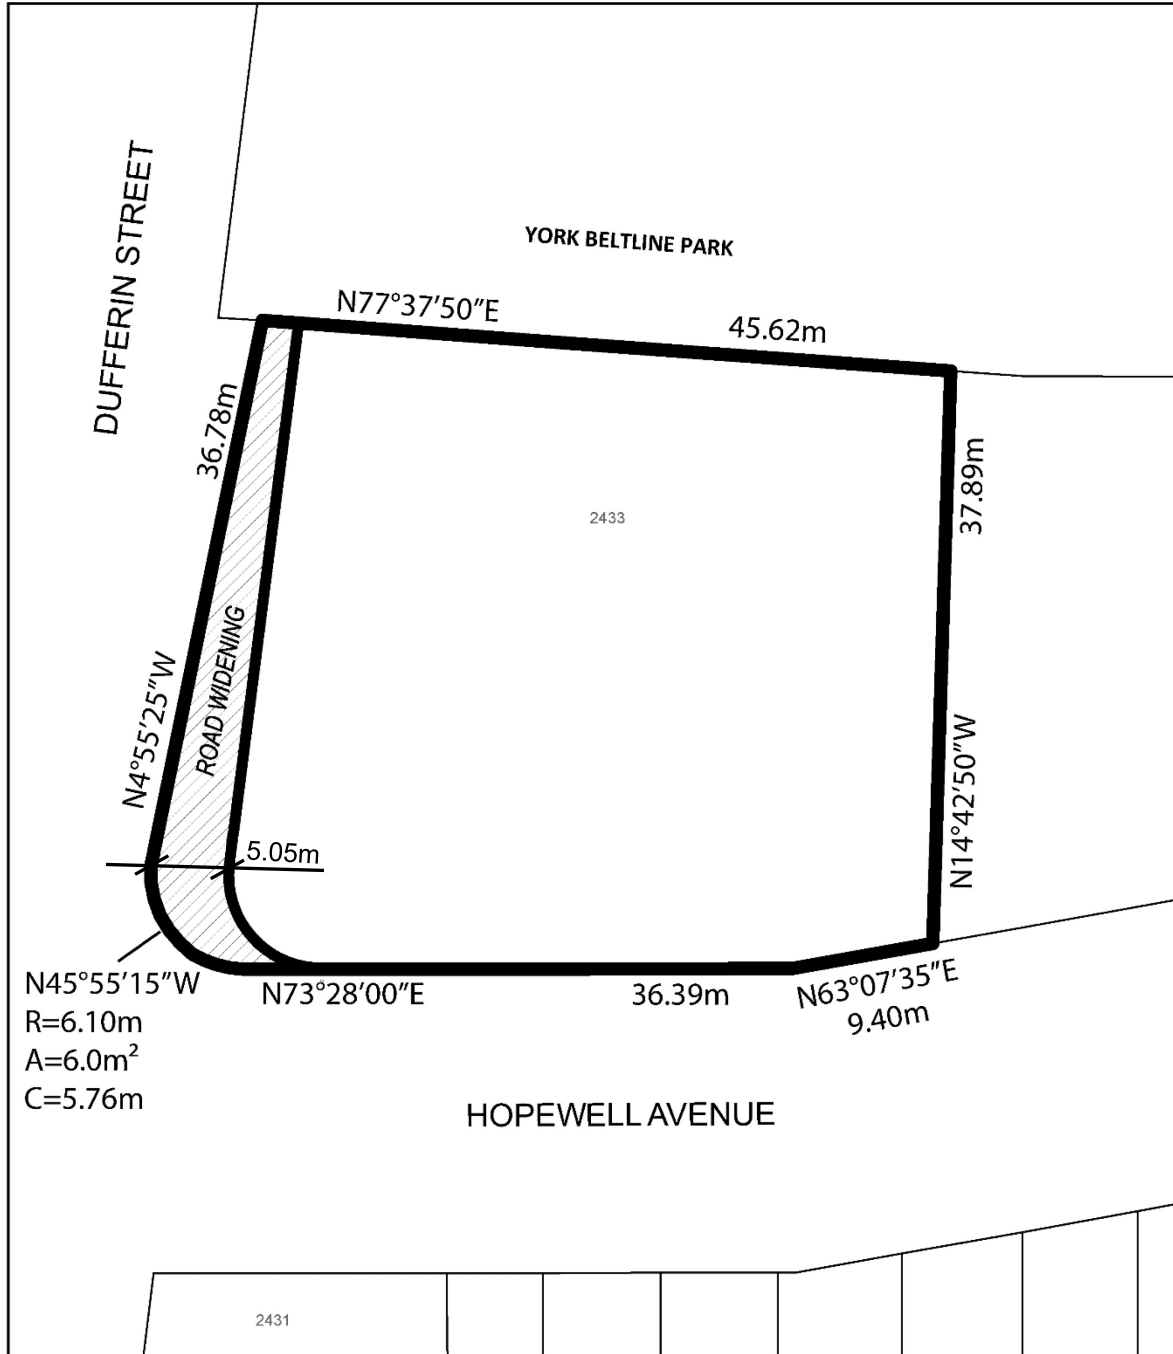 DUFFERIN STREET
YORK BELTLINE PARK
N77°37'50"E
45.62m
36.78m
37.89m
2433
ROAD WIDENING
N4°55'25"W
N14°42'50"W
5.05m
N45°55'15"W
R=6.10m
A=6.0m²
C=5.76m
N73°28'00"E
36.39m
N63°07'35"E
9.40m
HOPEWELL AVENUE
2431